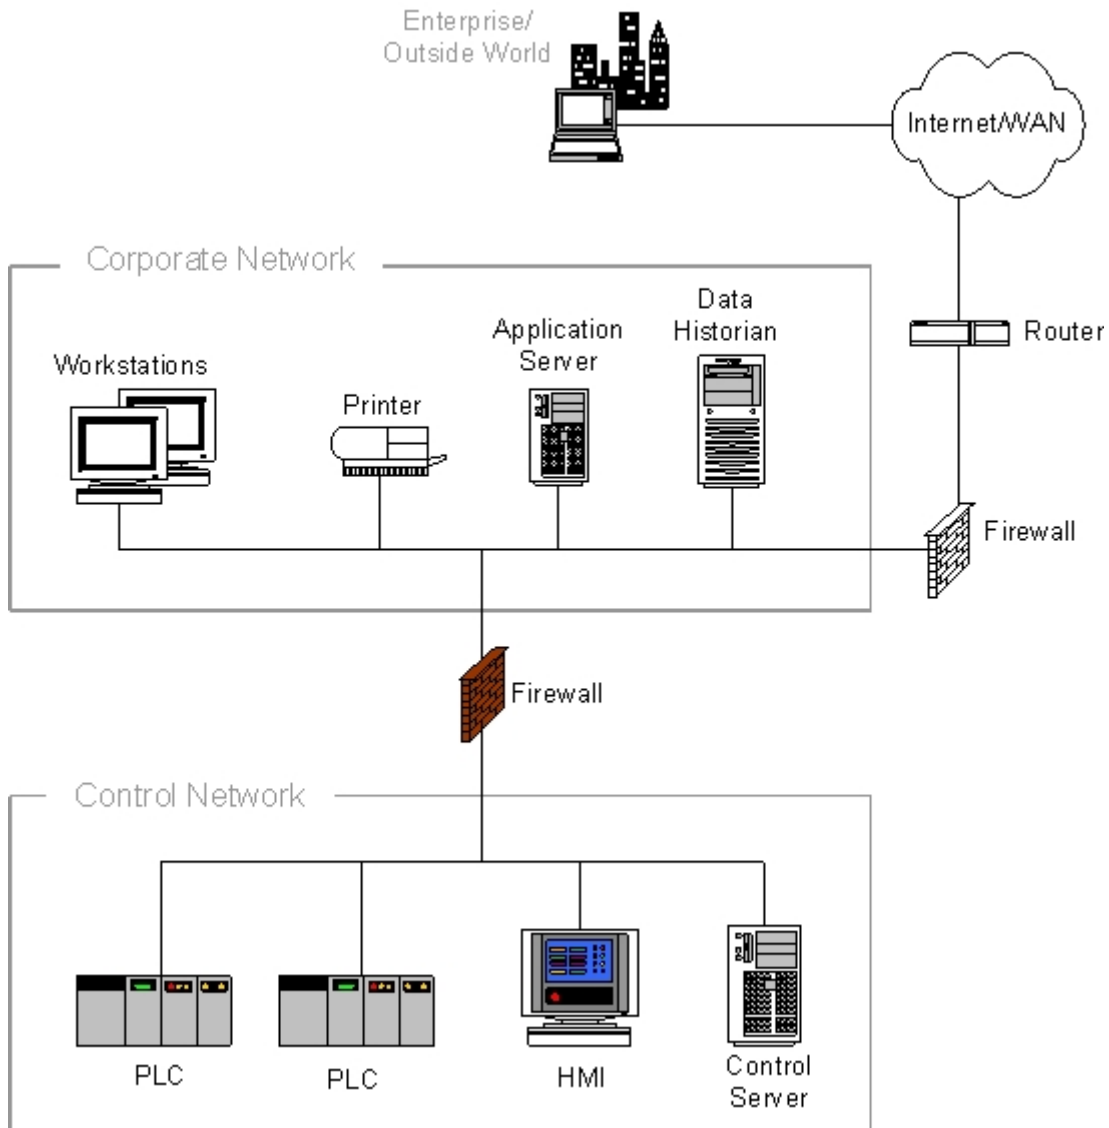 Enterprise/
Outside World
Internet/WAN
Corporate Network
Data
Historian
Application
Server
Router
Workstations
Printer
Firewall
Firewall
Control Network
PLC
PLC
HMI
Control
Server